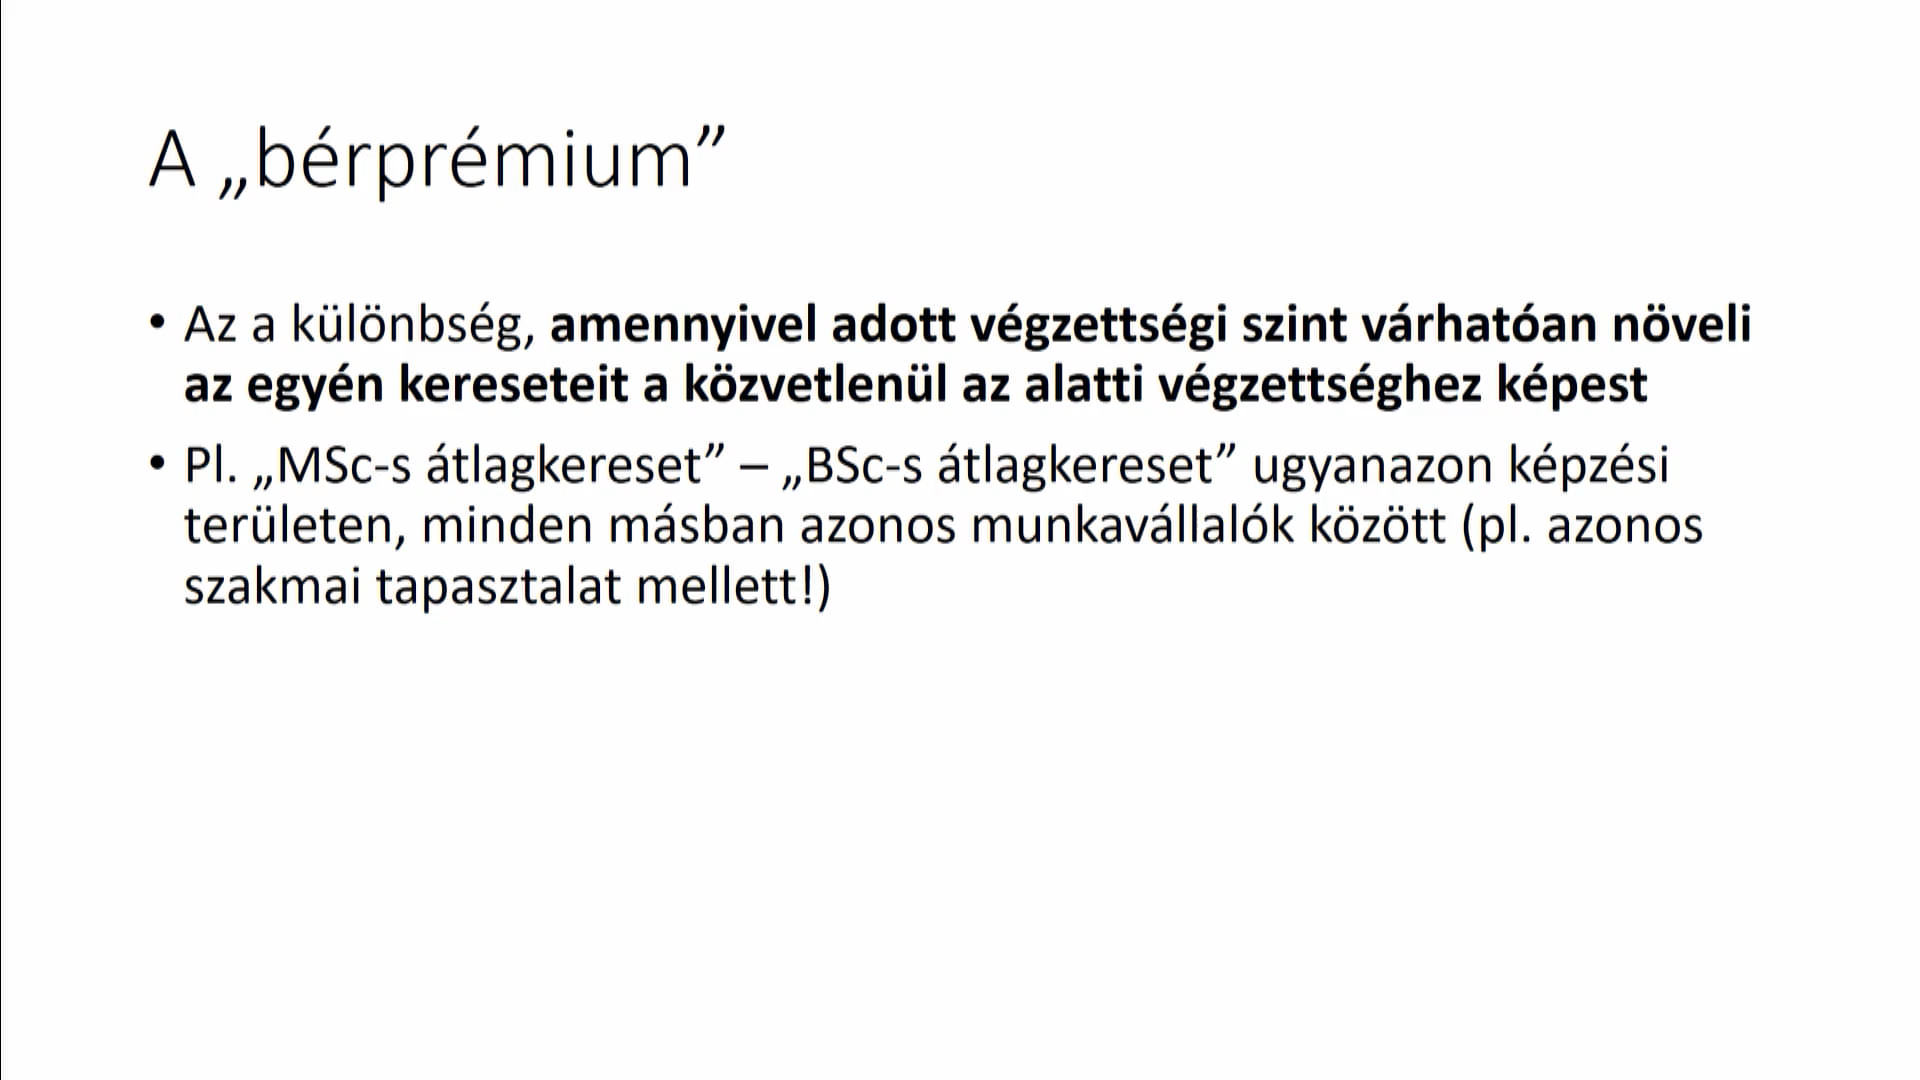 A „bérprémium”
• Az a különbség, amennyivel adott végzettségi szint várhatóan növeli
az egyén kereseteit a közvetlenül az alatti végzettséghez képest
• Pl. „MSc-s átlagkereset” – „BSc-s átlagkereset” ugyanazon képzési
területen, minden másban azonos munkavállalók között (pl. azonos
szakmai tapasztalat mellett!)